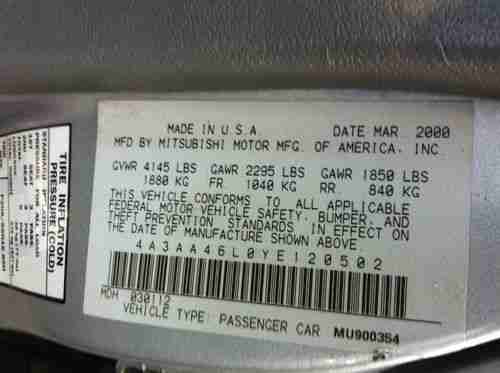 MADE IN U.S.A. DATE MAR. 2000
MFD BY MITSUBISHI MOTOR MFG. OF AMERICA, INC.
GVWR 4145 LBS GAWR 2295 LBS GAWR 1850 LBS
1880 KG FR. 1040 KG RR. 840 KG
THIS VEHICLE CONFORMS TO ALL APPLICABLE
FEDERAL MOTOR VEHICLE SAFETY, BUMPER, AND
THEFT PREVENTION STANDARDS IN EFFECT ON
THE DATE OF MANUFACTURE SHOWN ABOVE.
4A3AA46L0YE120502
MDH 030112
VEHICLE TYPE: PASSENGER CAR MU900354
TIRE INFLATION
PRESSURE (COLD)